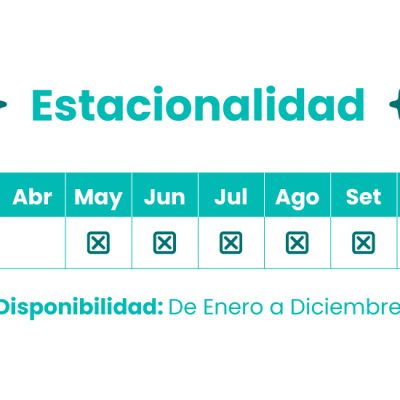 Estacionalidad
Abr May Jun Jul Ago Set
Disponibilidad: De Enero a Diciembre